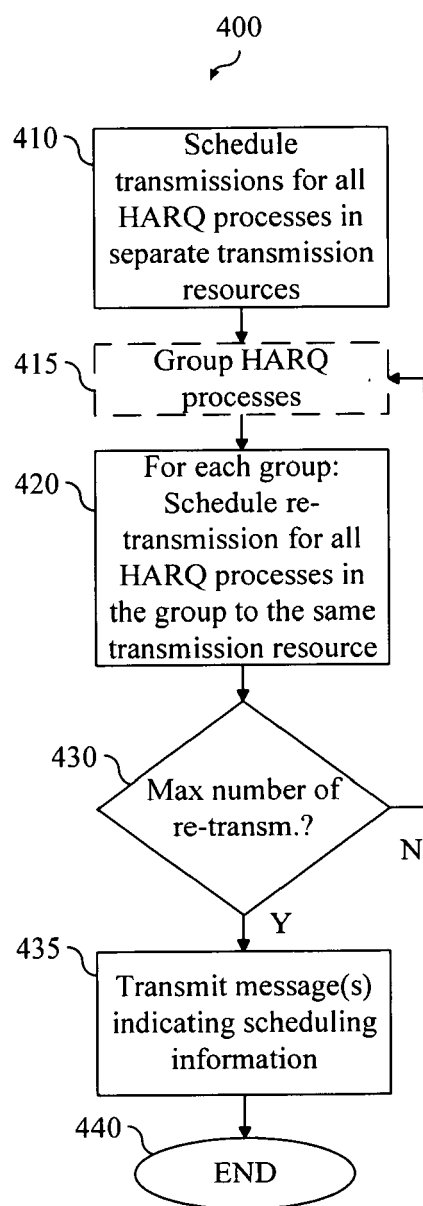 400
410
Schedule
transmissions for all
HARQ processes in
separate transmission
resources
415
Group HARQ
processes
420
For each group:
Schedule re-
transmission for all
HARQ processes in
the group to the same
transmission resource
430
Max number of
re-transm.?
N
Y
435
Transmit message(s)
indicating scheduling
information
440
END